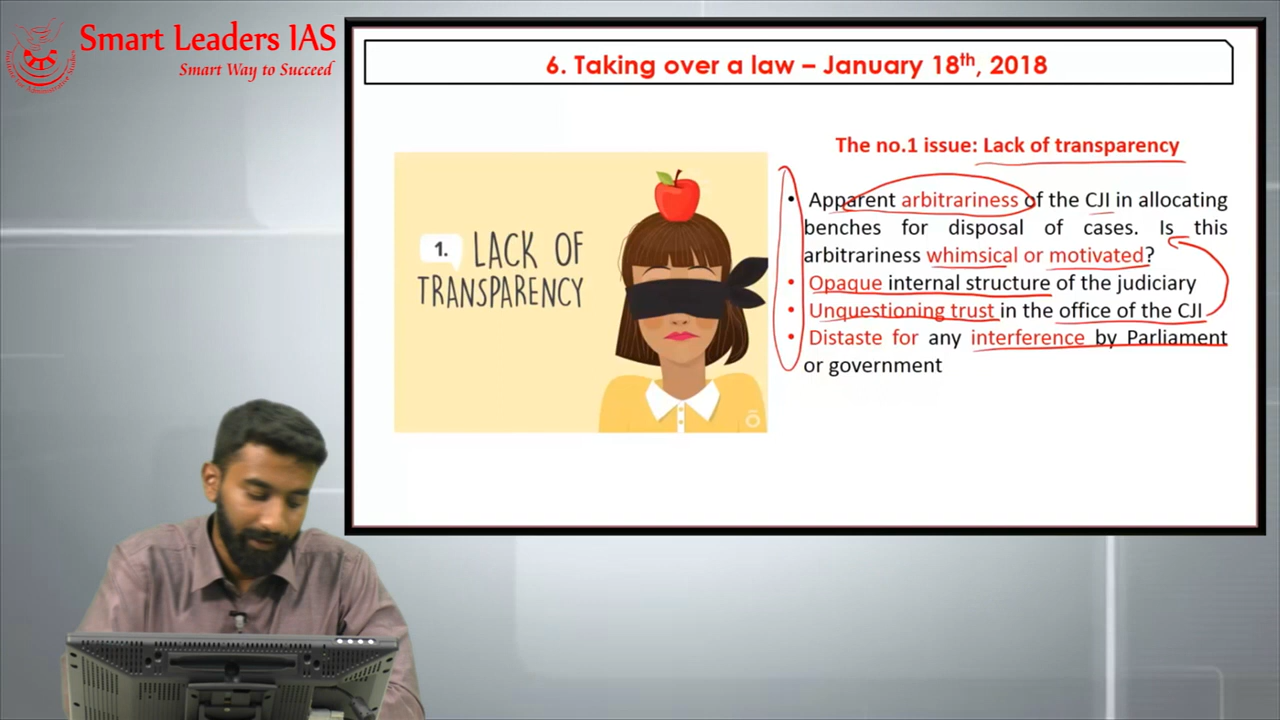 Smart Leaders IAS
Smart Way to Succeed
6. Taking over a law – January 18th, 2018
1. LACK OF
TRANSPARENCY
The no.1 issue: Lack of transparency
• Apparent arbitrariness of the CJI in allocating
benches for disposal of cases. Is this
arbitrariness whimsical or motivated?
• Opaque internal structure of the judiciary
• Unquestioning trust in the office of the CJI
• Distaste for any interference by Parliament
or government